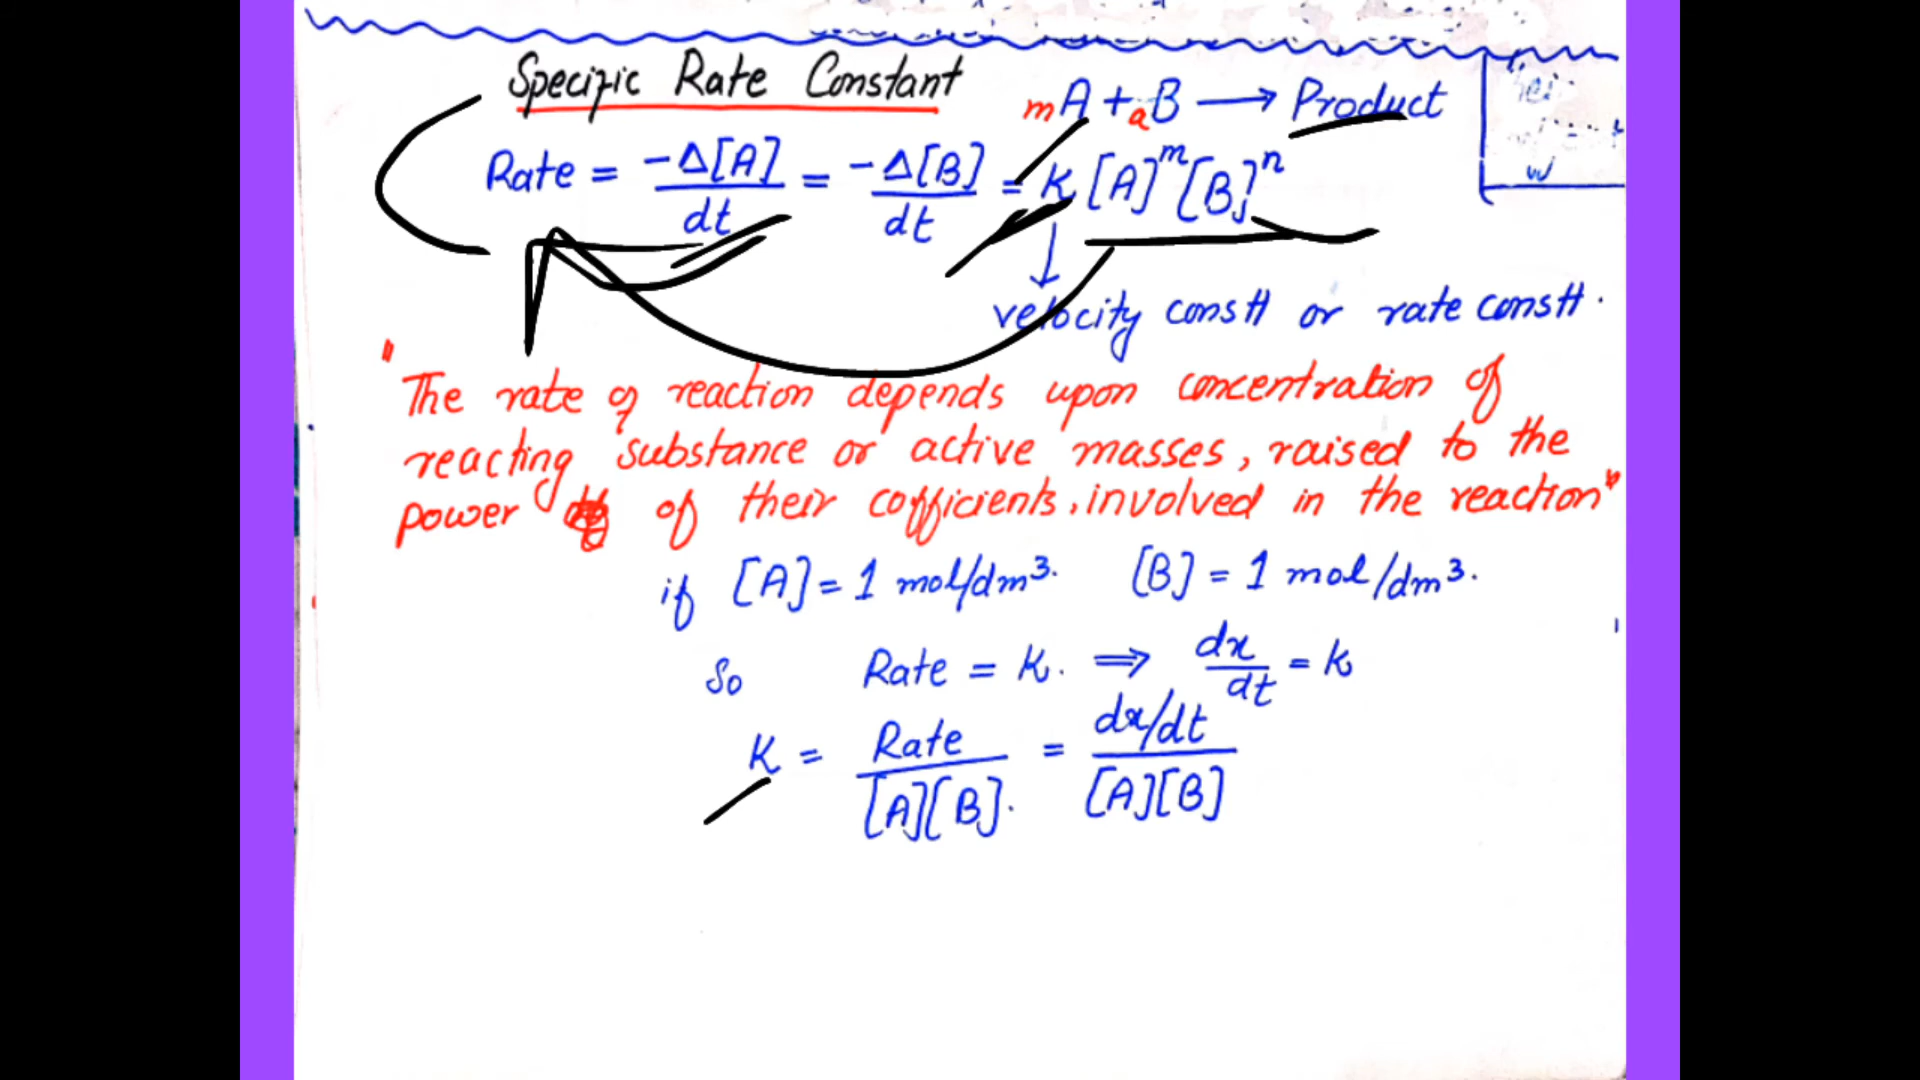 Specific Rate Constant
mA + aB → Product
Rate = -Δ[A]/dt = -Δ[B]/dt = K[A]^m[B]^n
velocity constt or rate constt.
"The rate of reaction depends upon concentration of
reacting substance or active masses, raised to the
power of their cofficients, involved in the reaction"
if [A] = 1 mol/dm³. [B] = 1 mol/dm³.
So Rate = K. ⇒ dx/dt = k
K = Rate/[A][B]. = dx/dt/[A][B]